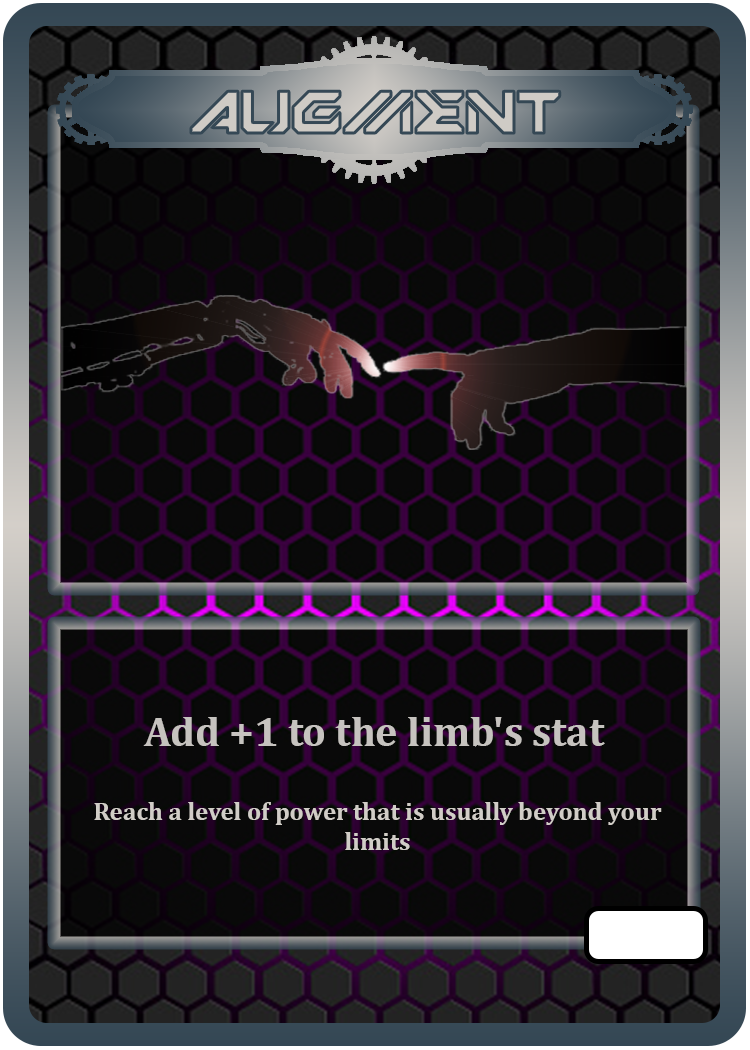 AUGMENT
Add +1 to the limb's stat
Reach a level of power that is usually beyond your
limits